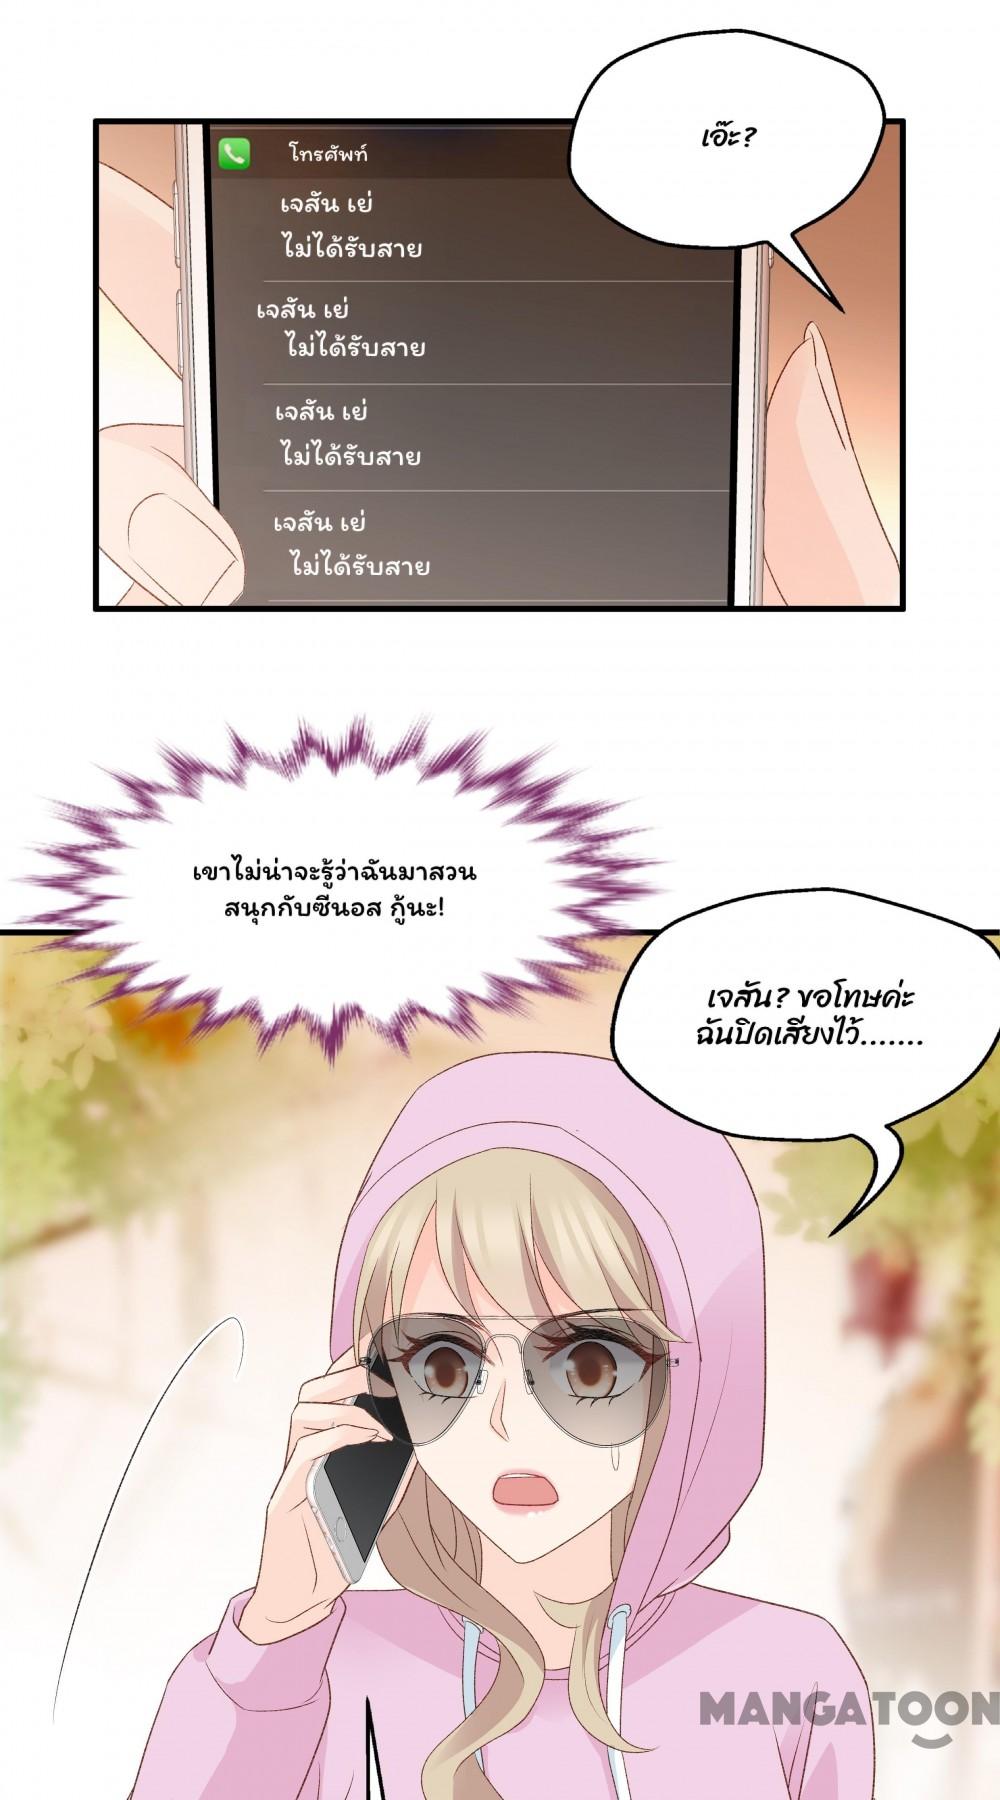 เอ๊ะ?
โทรศัพท์
เจสัน เย่
ไม่ได้รับสาย
เจสัน เย่
ไม่ได้รับสาย
เจสัน เย่
ไม่ได้รับสาย
เจสัน เย่
ไม่ได้รับสาย
เขาไม่น่าจะรู้ว่าฉันมาสวน
สนุกกับซีนอส กู้นะ!
เจสัน? ขอโทษค่ะ
ฉันปิดเสียงไว้.......
MANGATOON